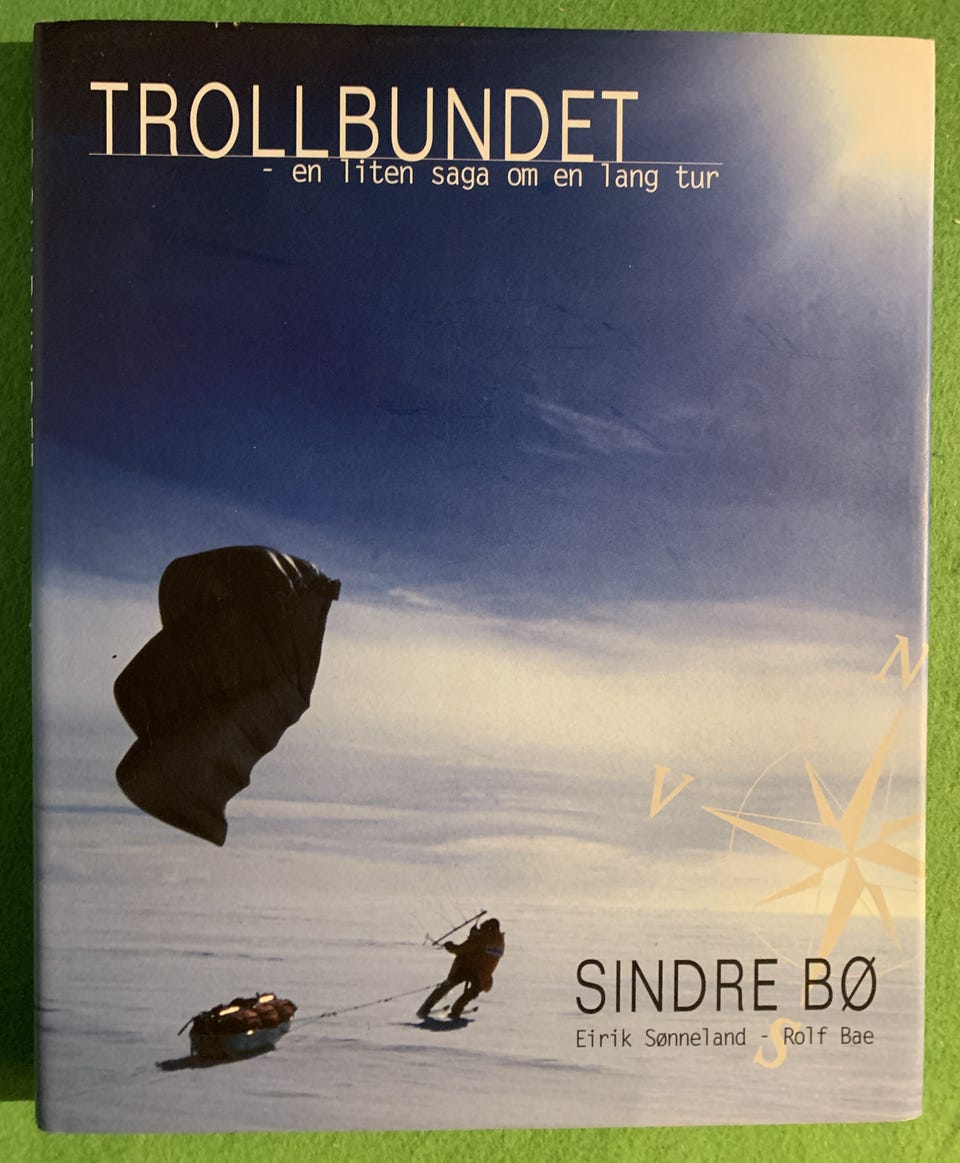 TROLLBUNDET
- en liten saga om en lang tur
N
V
SINDRE BØ
Eirik Sønneland - Rolf Bae
S